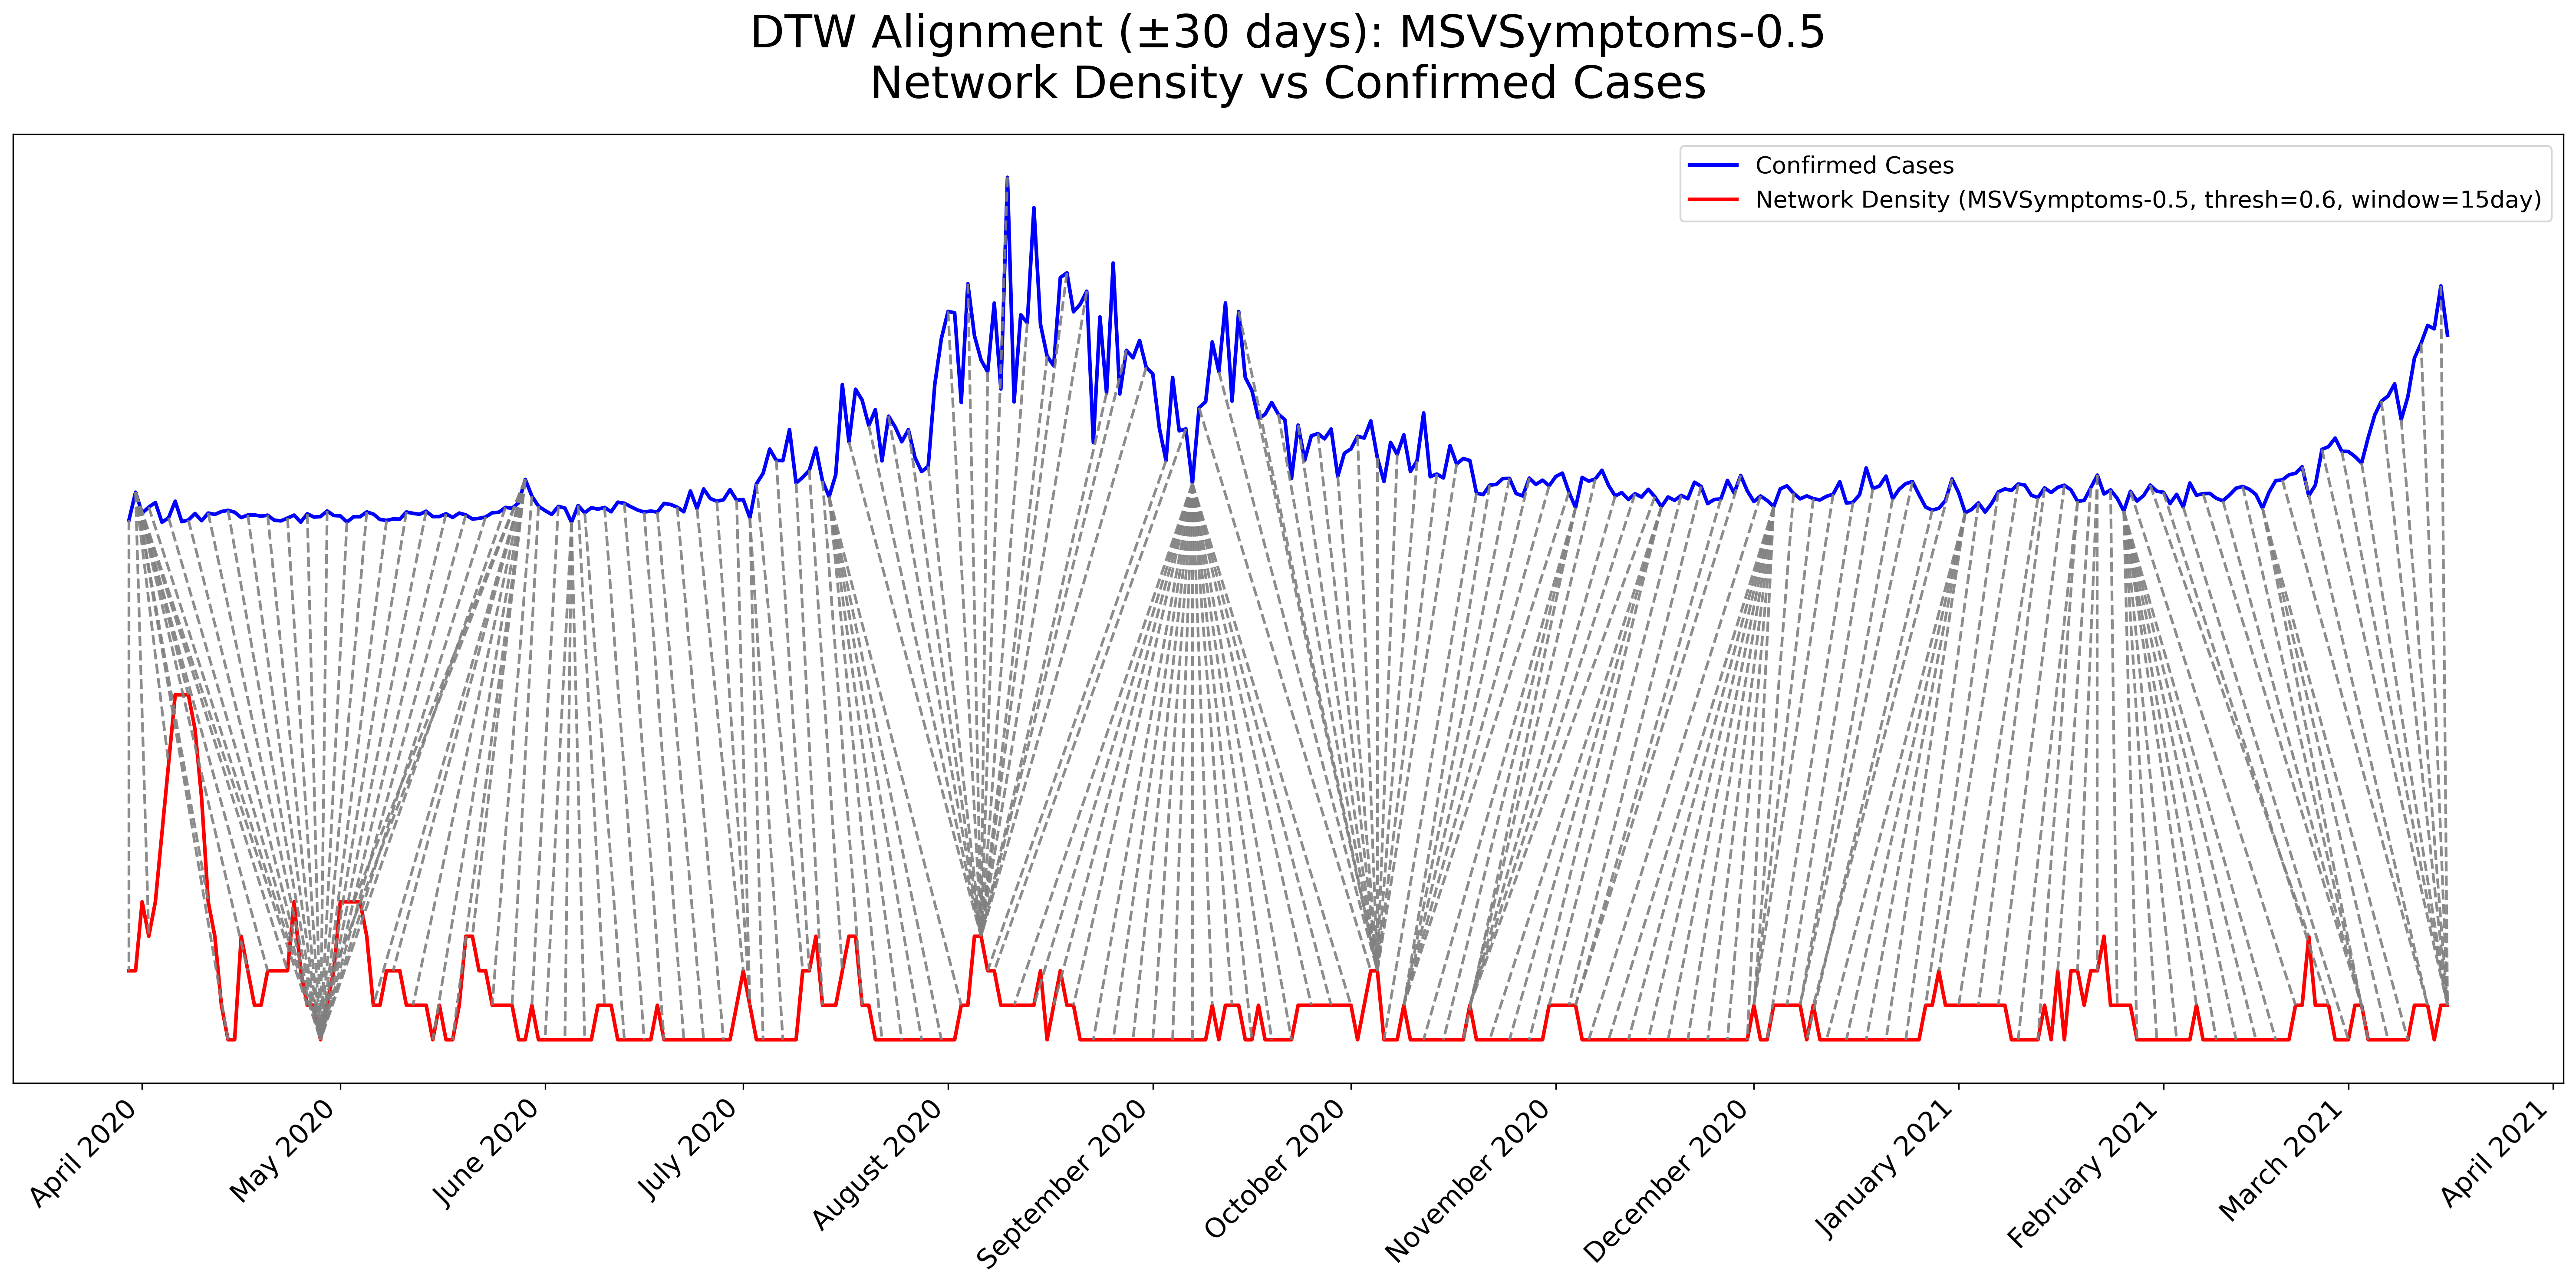 DTW Alignment (±30 days): MSVSymptoms-0.5
Network Density vs Confirmed Cases
Confirmed Cases
Network Density (MSVSymptoms-0.5, thresh=0.6, window=15day)
April 2020
May 2020
June 2020
July 2020
August 2020
September 2020
October 2020
November 2020
December 2020
January 2021
February 2021
March 2021
April 2021